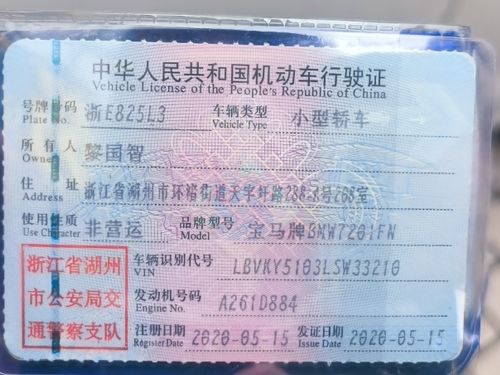 中华人民共和国机动车行驶证
Vehicle License of the People's Republic of China
号牌号码 浙E825L3 车辆类型 小型轿车
Plate No. Vehicle Type
所有人 黎国智
Owner
住址 浙江省湖州市环褚街道天字圩路288-8号288室
Address
使用性质 非营运 品牌型号 宝马牌BMW7201FN
Use Character Model
浙江省湖州
市公安局交
通警察支队
车辆识别代号 LBVKY5103LSW33210
VIN
发动机号码 A261D884
Engine No.
注册日期 2020-05-15 发证日期 2020-05-15
Register Date Issue Date